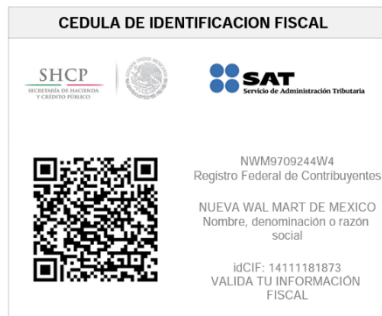 CEDULA DE IDENTIFICACION FISCAL
SHCP
SECRETARÍA DE HACIENDA
Y CRÉDITO PÚBLICO
SAT
Servicio de Administración Tributaria
NWM9709244W4
Registro Federal de Contribuyentes
NUEVA WAL MART DE MEXICO
Nombre, denominación o razón
social
idCIF: 14111181873
VALIDA TU INFORMACIÓN
FISCAL